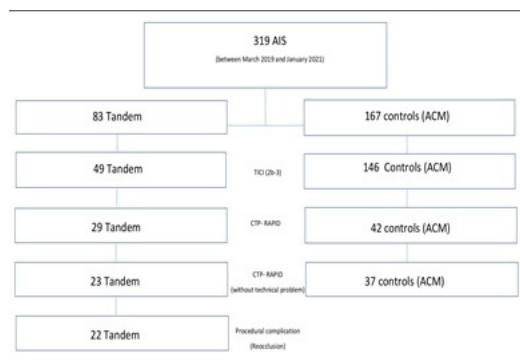 319 AIS
(between March 2019 and January 2021)
83 Tandem
167 controls (ACM)
49 Tandem
TICI (2b-3)
146 Controls (ACM)
29 Tandem
CTP- RAPID
42 controls (ACM)
23 Tandem
CTP- RAPID
(without technical problem)
37 controls (ACM)
22 Tandem
Procedural complication
(Reocclusion)